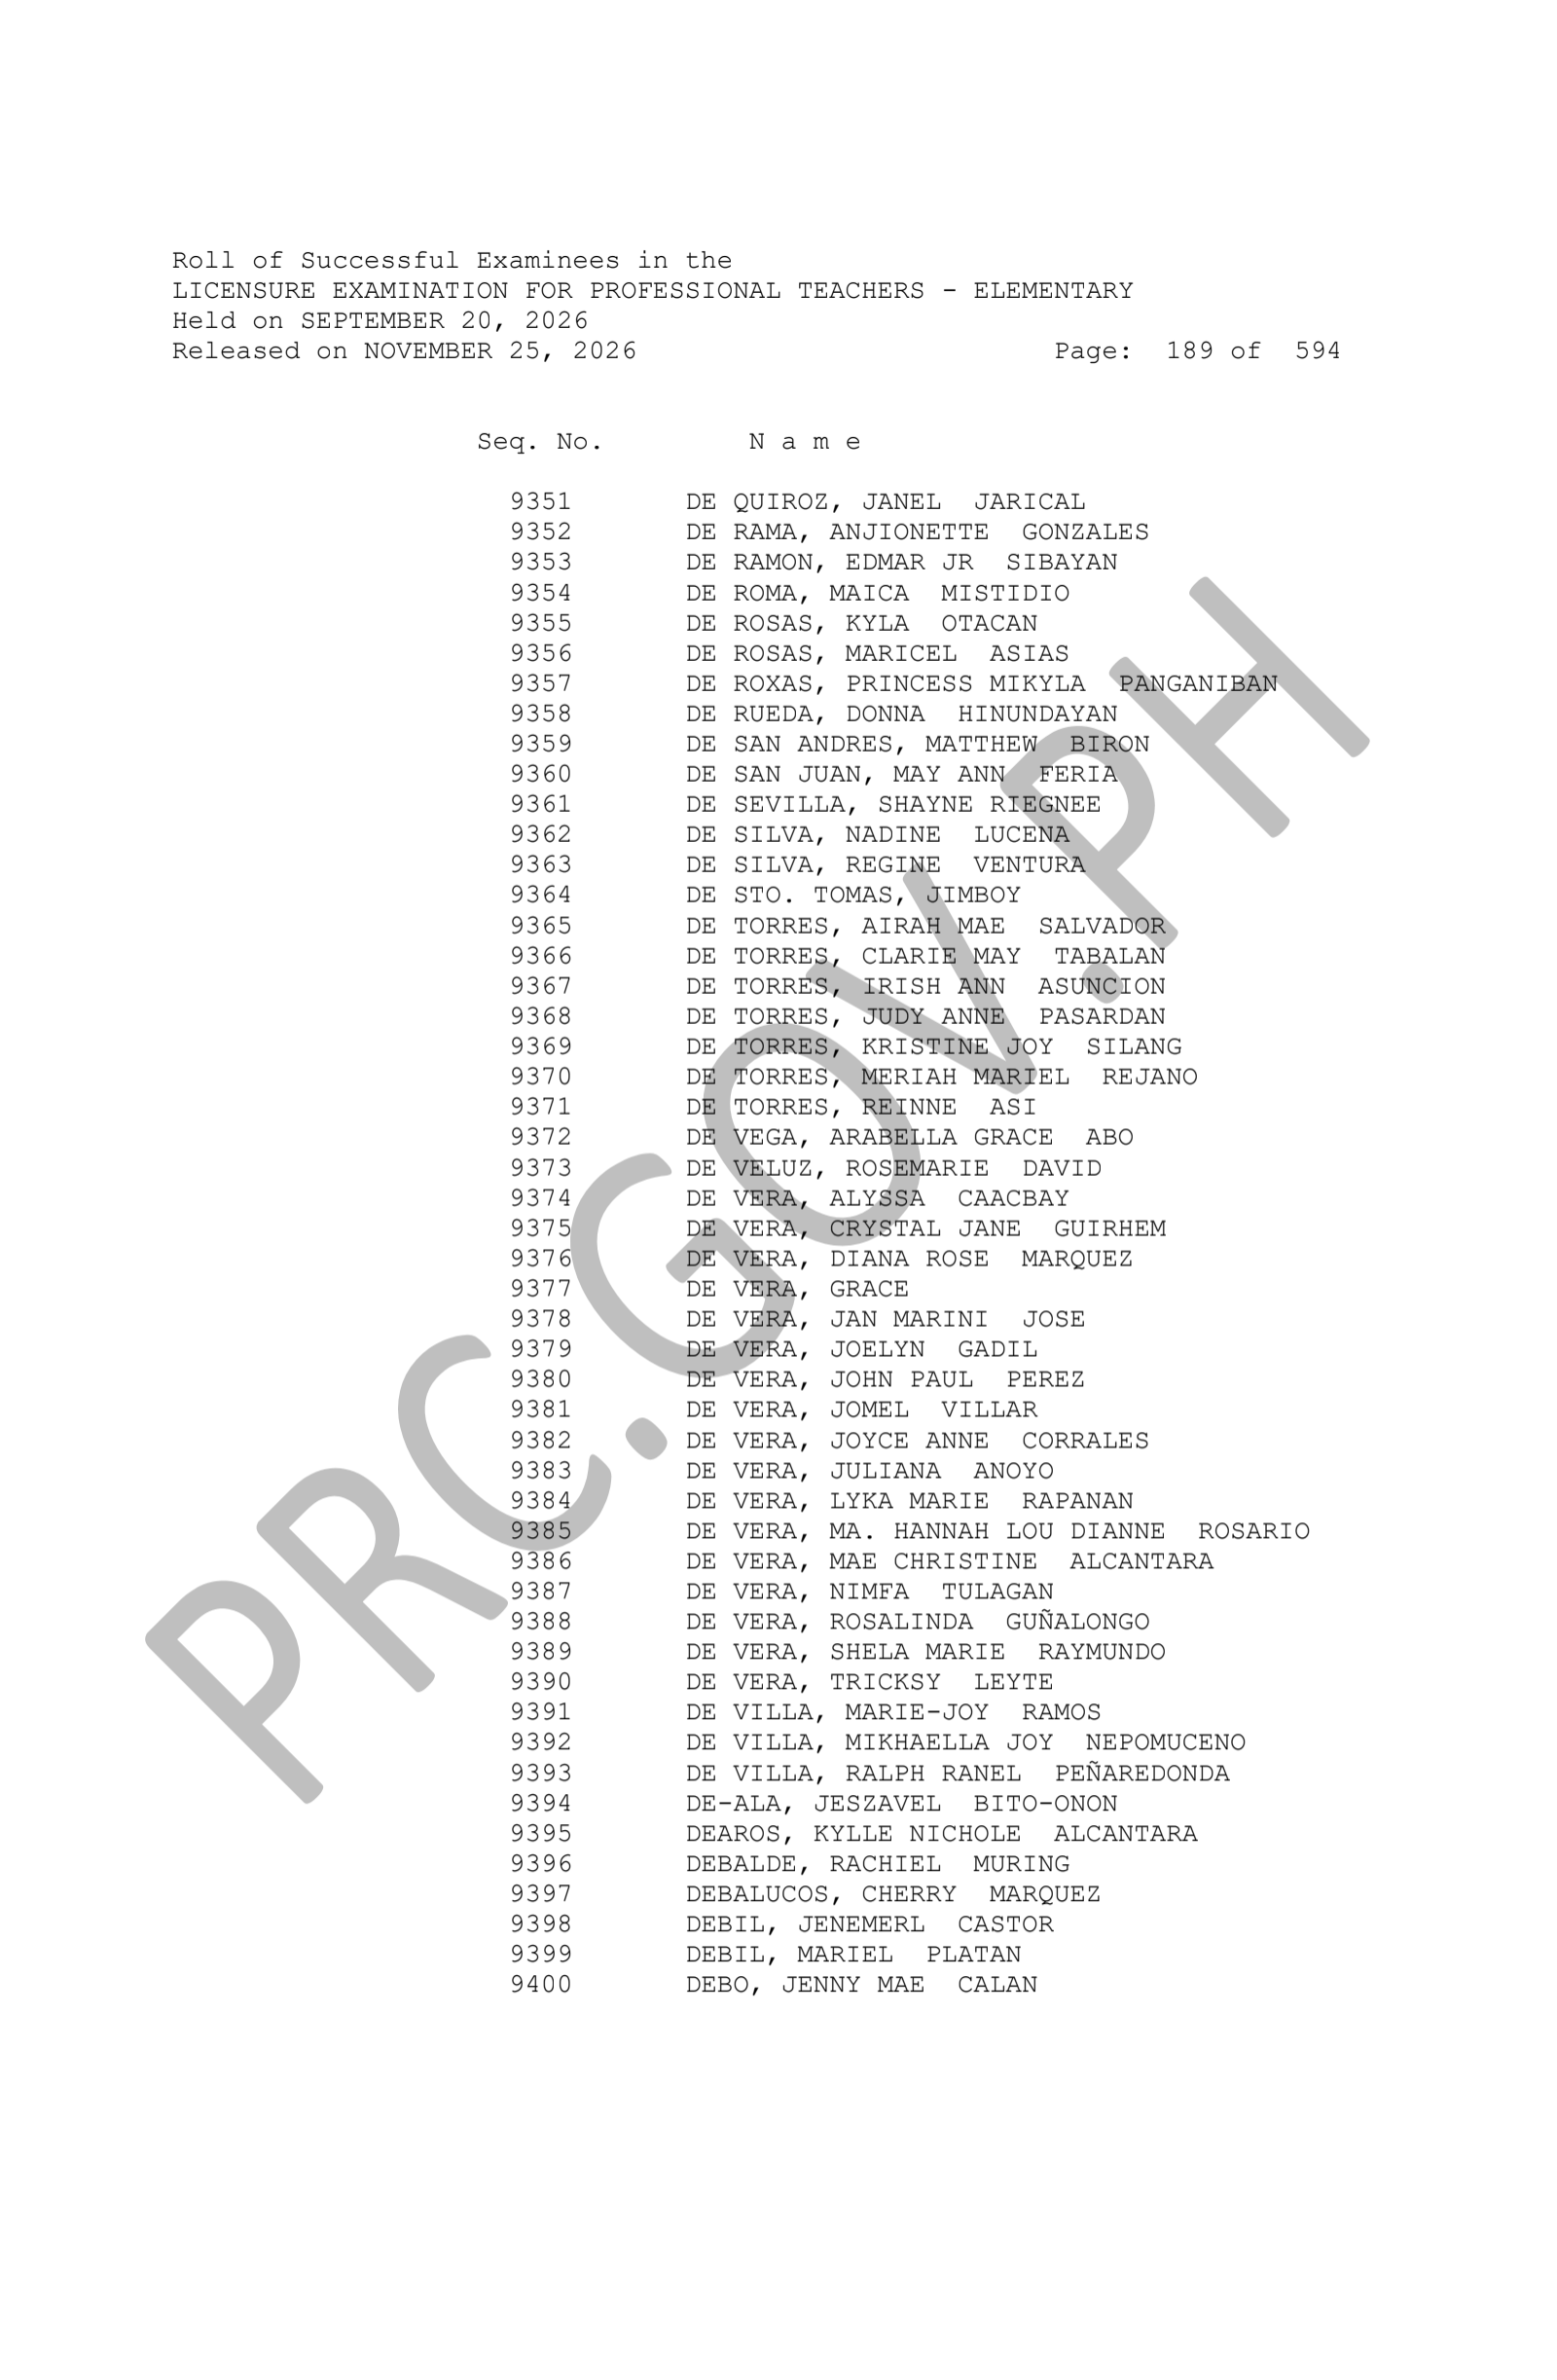 Roll of Successful Examinees in the
LICENSURE EXAMINATION FOR PROFESSIONAL TEACHERS - ELEMENTARY
Held on SEPTEMBER 20, 2026
Released on NOVEMBER 25, 2026 Page: 189 of 594
Seq. No. N a m e
9351 DE QUIROZ, JANEL JARICAL
9352 DE RAMA, ANJIONETTE GONZALES
9353 DE RAMON, EDMAR JR SIBAYAN
9354 DE ROMA, MAICA MISTIDIO
9355 DE ROSAS, KYLA OTACAN
9356 DE ROSAS, MARICEL ASIAS
9357 DE ROXAS, PRINCESS MIKYLA PANGANIBAN
9358 DE RUEDA, DONNA HINUNDAYAN
9359 DE SAN ANDRES, MATTHEW BIRON
9360 DE SAN JUAN, MAY ANN FERIA
9361 DE SEVILLA, SHAYNE RIEGNEE
9362 DE SILVA, NADINE LUCENA
9363 DE SILVA, REGINE VENTURA
9364 DE STO. TOMAS, JIMBOY
9365 DE TORRES, AIRAH MAE SALVADOR
9366 DE TORRES, CLARIE MAY TABALAN
9367 DE TORRES, IRISH ANN ASUNCION
9368 DE TORRES, JUDY ANNE PASARDAN
9369 DE TORRES, KRISTINE JOY SILANG
9370 DE TORRES, MERIAH MARIEL REJANO
9371 DE TORRES, REINNE ASI
9372 DE VEGA, ARABELLA GRACE ABO
9373 DE VELUZ, ROSEMARIE DAVID
9374 DE VERA, ALYSSA CAACBAY
9375 DE VERA, CRYSTAL JANE GUIRHEM
9376 DE VERA, DIANA ROSE MARQUEZ
9377 DE VERA, GRACE
9378 DE VERA, JAN MARINI JOSE
9379 DE VERA, JOELYN GADIL
9380 DE VERA, JOHN PAUL PEREZ
9381 DE VERA, JOMEL VILLAR
9382 DE VERA, JOYCE ANNE CORRALES
9383 DE VERA, JULIANA ANOYO
9384 DE VERA, LYKA MARIE RAPANAN
9385 DE VERA, MA. HANNAH LOU DIANNE ROSARIO
9386 DE VERA, MAE CHRISTINE ALCANTARA
9387 DE VERA, NIMFA TULAGAN
9388 DE VERA, ROSALINDA GUÑALONGO
9389 DE VERA, SHELA MARIE RAYMUNDO
9390 DE VERA, TRICKSY LEYTE
9391 DE VILLA, MARIE-JOY RAMOS
9392 DE VILLA, MIKHAELLA JOY NEPOMUCENO
9393 DE VILLA, RALPH RANEL PEÑAREDONDA
9394 DE-ALA, JESZAVEL BITO-ONON
9395 DEAROS, KYLLE NICHOLE ALCANTARA
9396 DEBALDE, RACHIEL MURING
9397 DEBALUCOS, CHERRY MARQUEZ
9398 DEBIL, JENEMERL CASTOR
9399 DEBIL, MARIEL PLATAN
9400 DEBO, JENNY MAE CALAN
PRC.GOV.PH